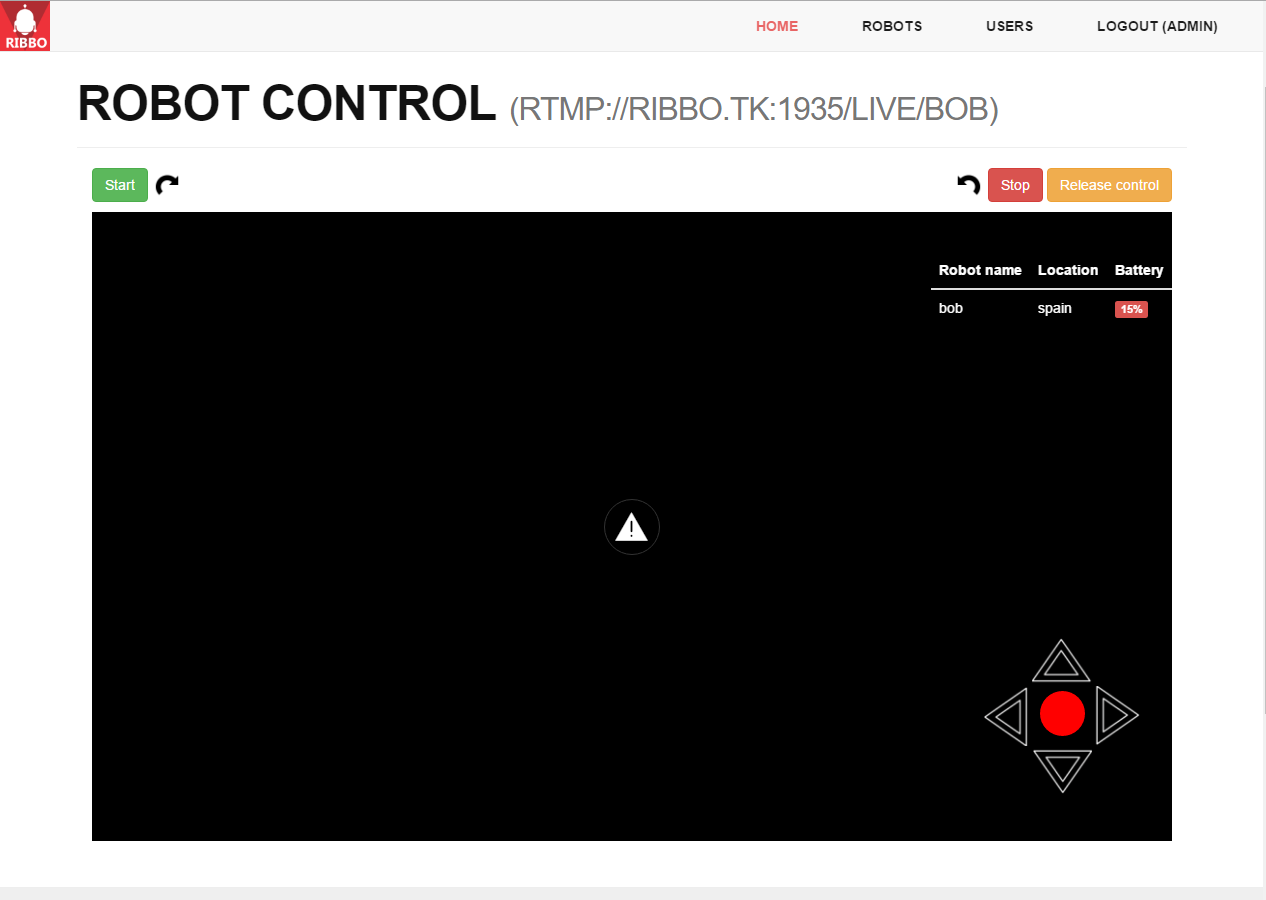 RIBBO
HOME ROBOTS USERS LOGOUT (ADMIN)
ROBOT CONTROL (RTMP://RIBBO.TK:1935/LIVE/BOB)
Start Stop Release control
Robot name Location Battery
bob spain 15%